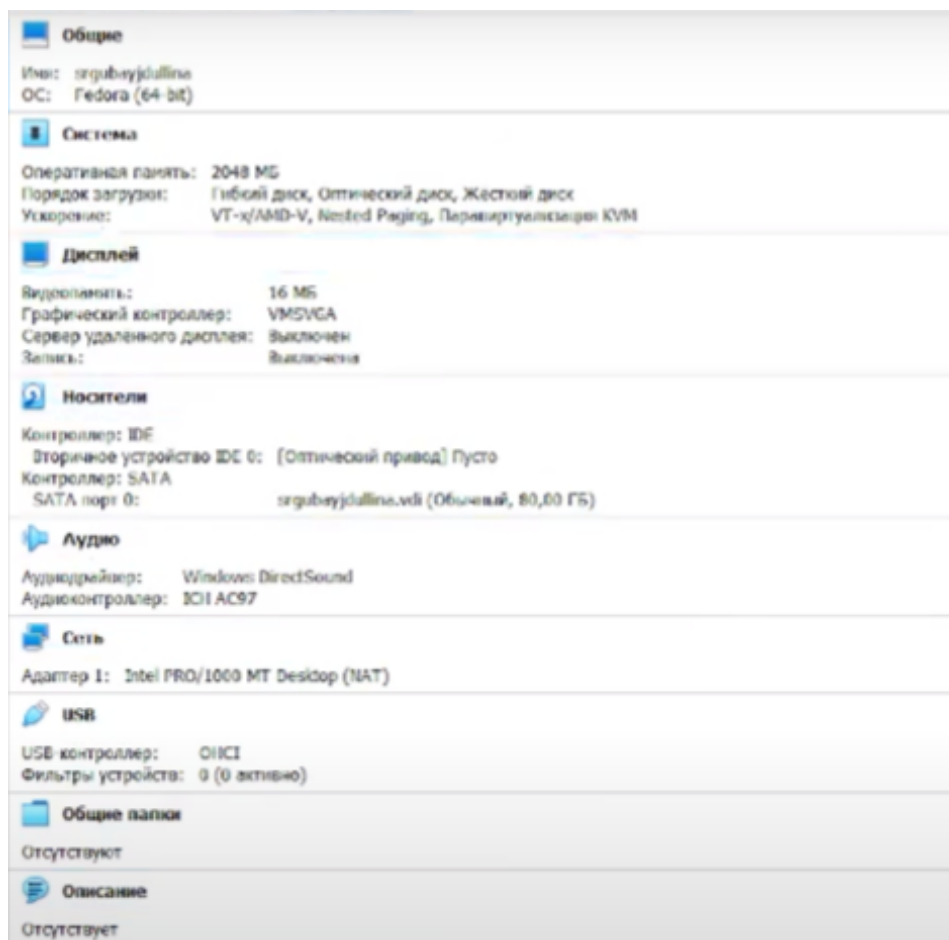 Общие
Имя: srgubayjdullina
ОС: Fedora (64-bit)
Система
Оперативная память: 2048 МБ
Порядок загрузки: Гибкий диск, Оптический диск, Жесткий диск
Ускорение: VT-x/AMD-V, Nested Paging, Паравиртуализация KVM
Дисплей
Видеопамять: 16 МБ
Графический контроллер: VMSVGA
Сервер удаленного дисплея: Выключен
Запись: Выключена
Носители
Контроллер: IDE
Вторичное устройство IDE 0: [Оптический привод] Пусто
Контроллер: SATA
SATA порт 0: srgubayjdullina.vdi (Обычный, 80,00 ГБ)
Аудио
Аудиодрайвер: Windows DirectSound
Аудиоконтроллер: ICH AC97
Сеть
Адаптер 1: Intel PRO/1000 MT Desktop (NAT)
USB
USB-контроллер: OHCI
Фильтры устройств: 0 (0 активно)
Общие папки
Отсутствуют
Описание
Отсутствует